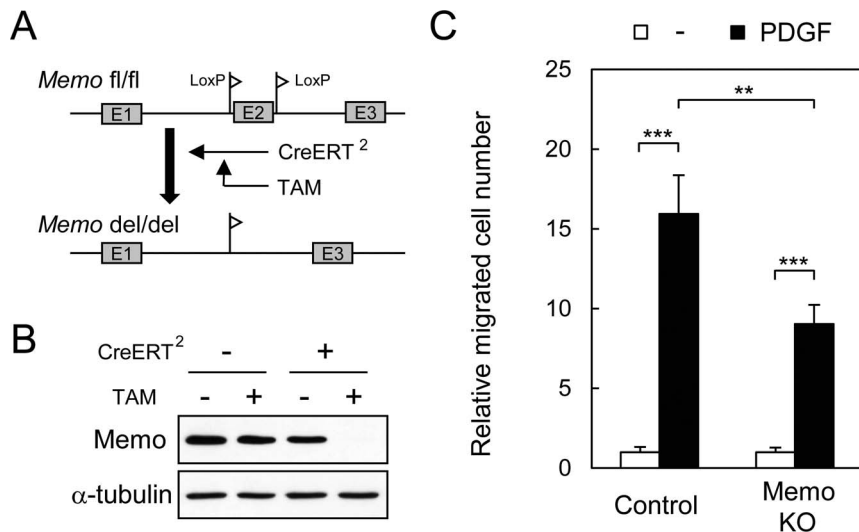 A
Memo fl/fl
LoxP LoxP
E1 E2 E3
CreERT2
TAM
Memo del/del
E1 E3
B
CreERT2 - +
TAM - + - +
Memo
α-tubulin
C
- PDGF
Relative migrated cell number
25
20
15
10
5
0
**
***
***
Control
Memo KO